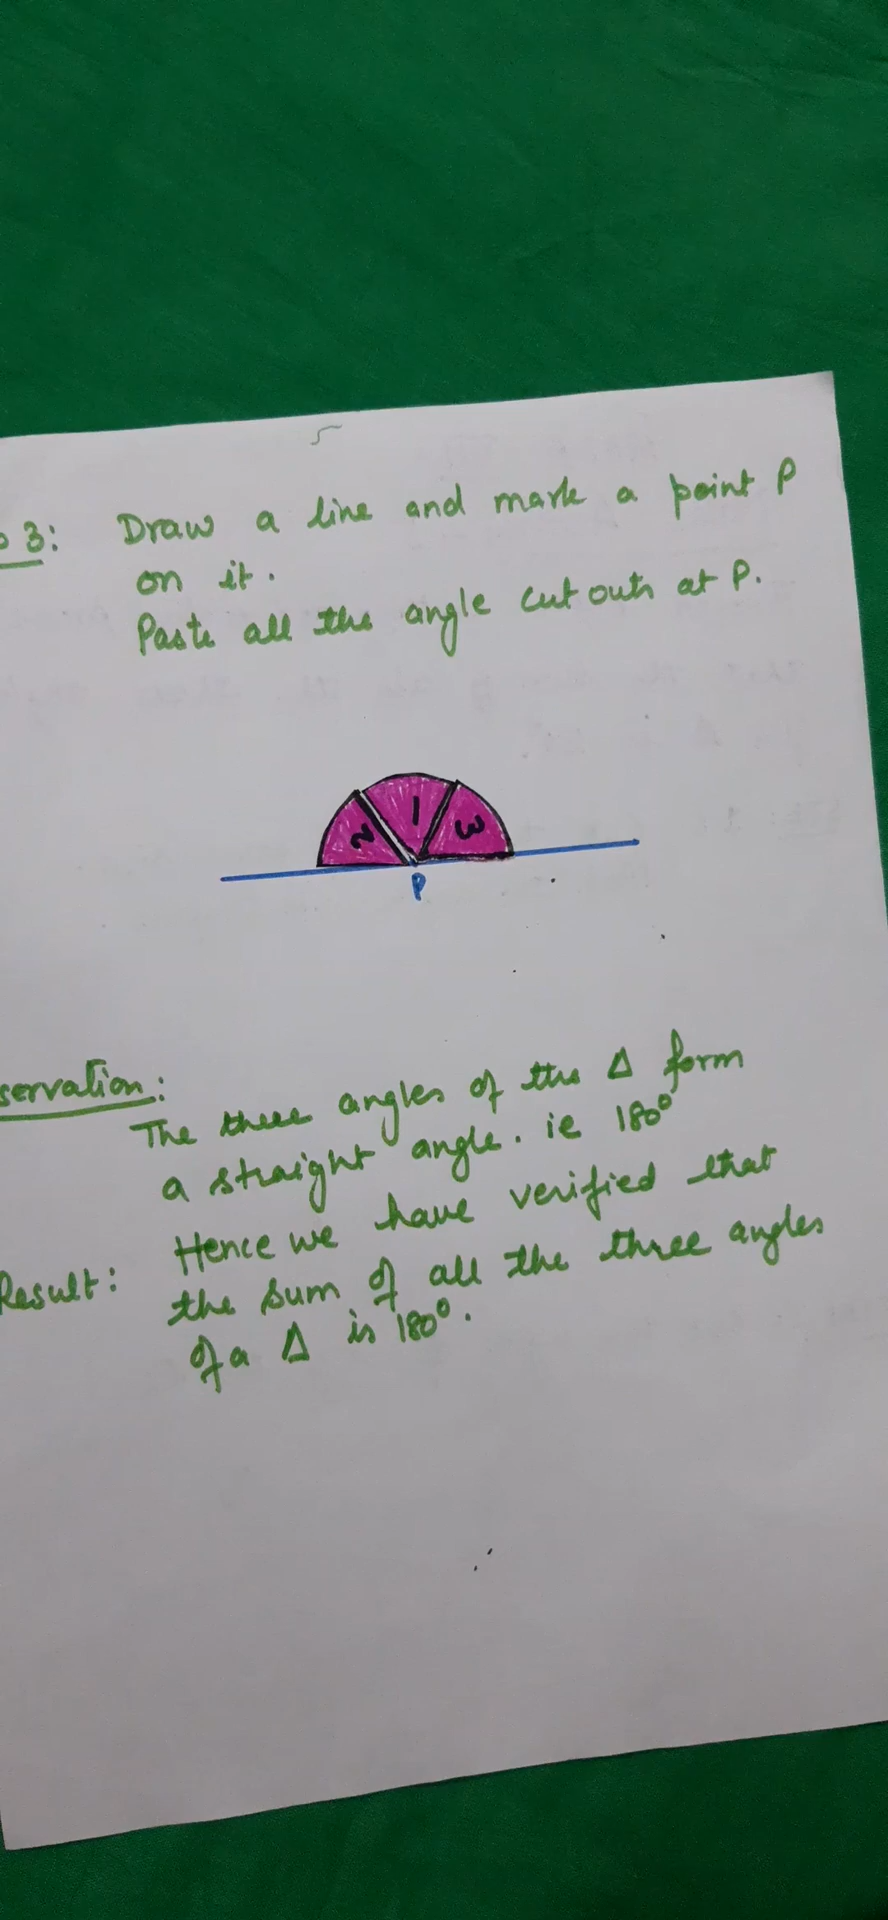 p 3: Draw a line and mark a point P
on it.
Paste all the angle cut outs at P.
2 1 3
P
servation:
The three angles of the Δ form
a straight angle. ie 180°
Result: Hence we have verified that
the sum of all the three angles
of a Δ is 180°.